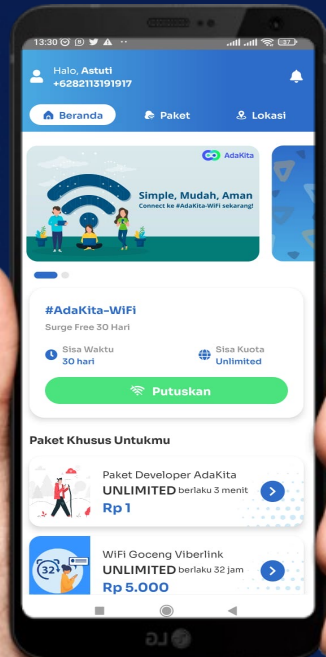 13:30
37
Halo, Astuti
+6282113191917
Beranda
Paket
Lokasi
AdaKita
Simple, Mudah, Aman
Connect ke #AdaKita-WiFi sekarang!
#AdaKita-WiFi
Surge Free 30 Hari
Sisa Waktu
30 hari
Sisa Kuota
Unlimited
Putuskan
Paket Khusus Untukmu
Paket Developer AdaKita
UNLIMITED berlaku 3 menit
Rp 1
32
WiFi Goceng Viberlink
UNLIMITED berlaku 32 jam
Rp 5.000
LG